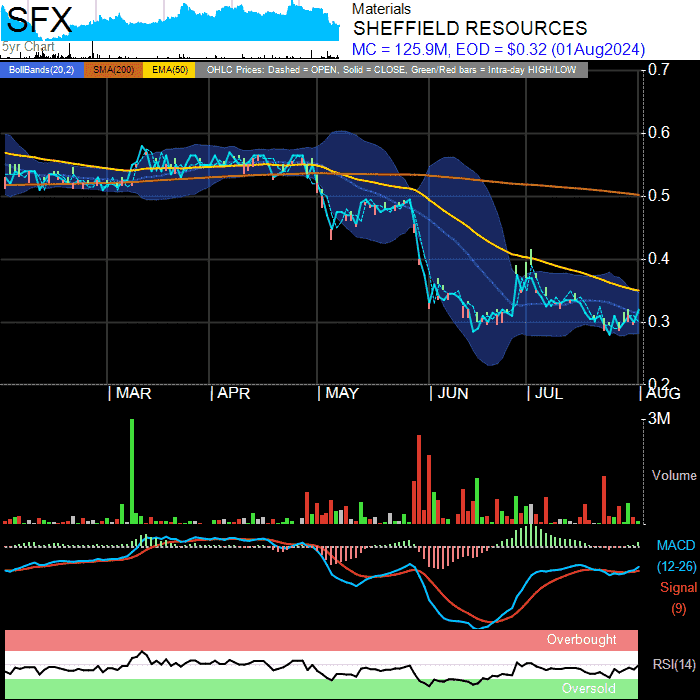 SFX
5yr Chart
Materials
SHEFFIELD RESOURCES
MC = 125.9M, EOD = $0.32 (01Aug2024)
BollBands(20,2) SMA(200) EMA(50) OHLC Prices: Dashed = OPEN, Solid = CLOSE, Green/Red bars = Intra-day HIGH/LOW
0.7
0.6
0.5
0.4
0.3
0.2
MAR APR MAY JUN JUL AUG
3M
Volume
MACD
(12-26)
Signal
(9)
Overbought
RSI(14)
Oversold